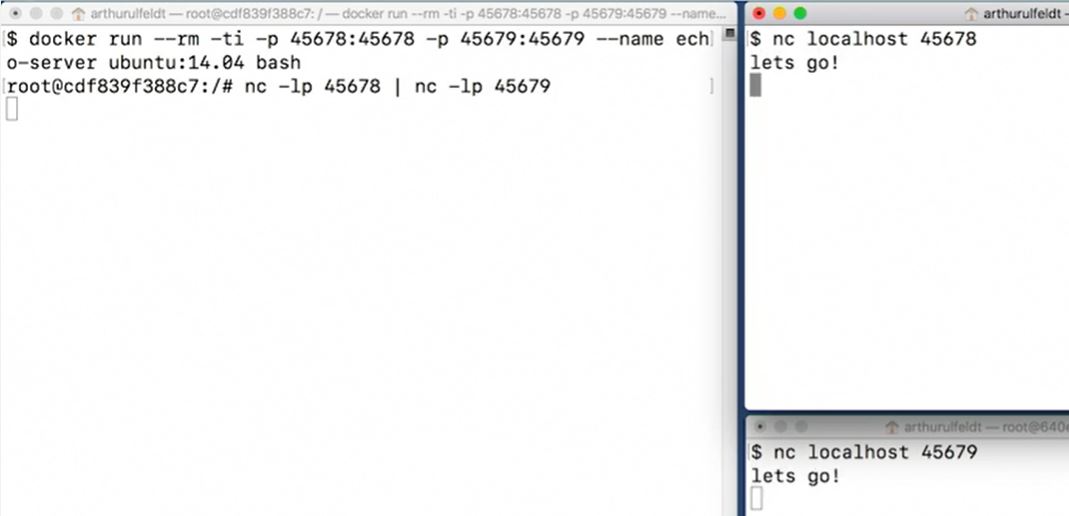 arthurulfeldt — root@cdf839f388c7: / — docker run --rm -ti -p 45678:45678 -p 45679:45679 --name...
$ docker run --rm -ti -p 45678:45678 -p 45679:45679 --name ech
o-server ubuntu:14.04 bash
root@cdf839f388c7:/# nc -lp 45678 | nc -lp 45679
arthurulfeldt —
$ nc localhost 45678
lets go!
arthurulfeldt — root@640
$ nc localhost 45679
lets go!